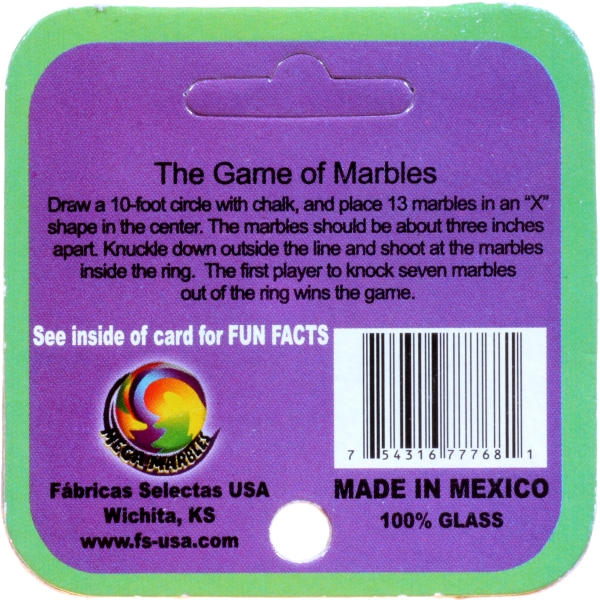 The Game of Marbles
Draw a 10-foot circle with chalk, and place 13 marbles in an “X”
shape in the center. The marbles should be about three inches
apart. Knuckle down outside the line and shoot at the marbles
inside the ring. The first player to knock seven marbles
out of the ring wins the game.
See inside of card for FUN FACTS
MEGA MARBLES
Fábricas Selectas USA
Wichita, KS
www.fs-usa.com
7 54316 77768 1
MADE IN MEXICO
100% GLASS